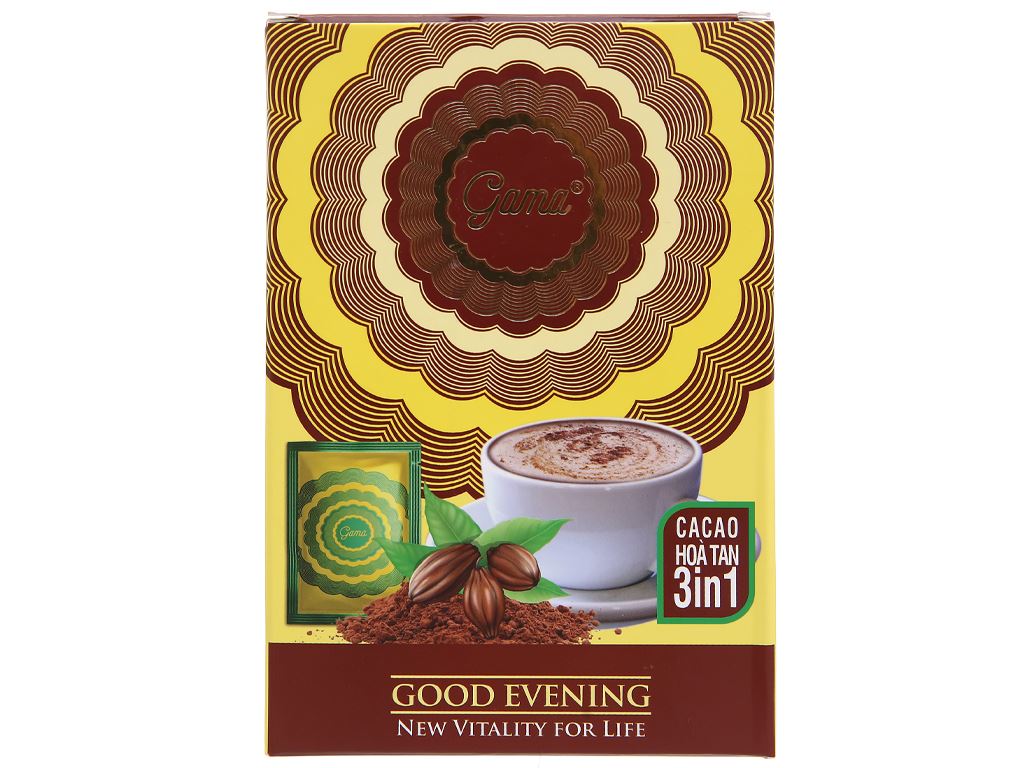 Gama®
Gama
CACAO
HOÀ TAN
3in1
GOOD EVENING
NEW VITALITY FOR LIFE